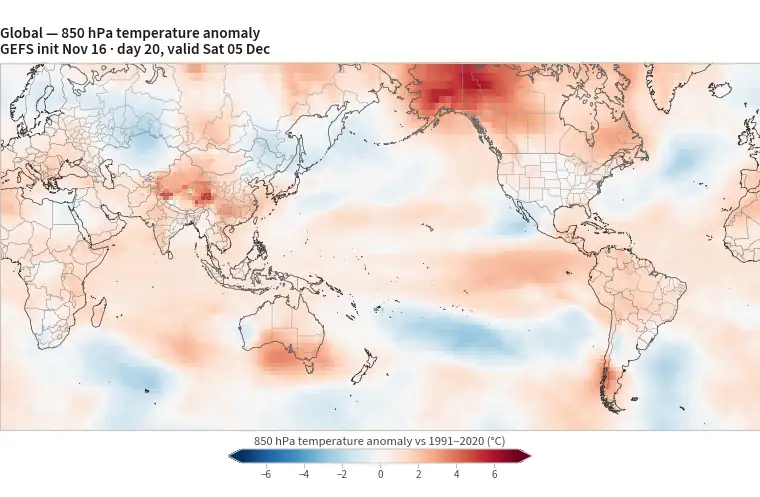 Global — 850 hPa temperature anomaly
GEFS init Nov 16 · day 20, valid Sat 05 Dec
850 hPa temperature anomaly vs 1991–2020 (°C)
−6 −4 −2 0 2 4 6